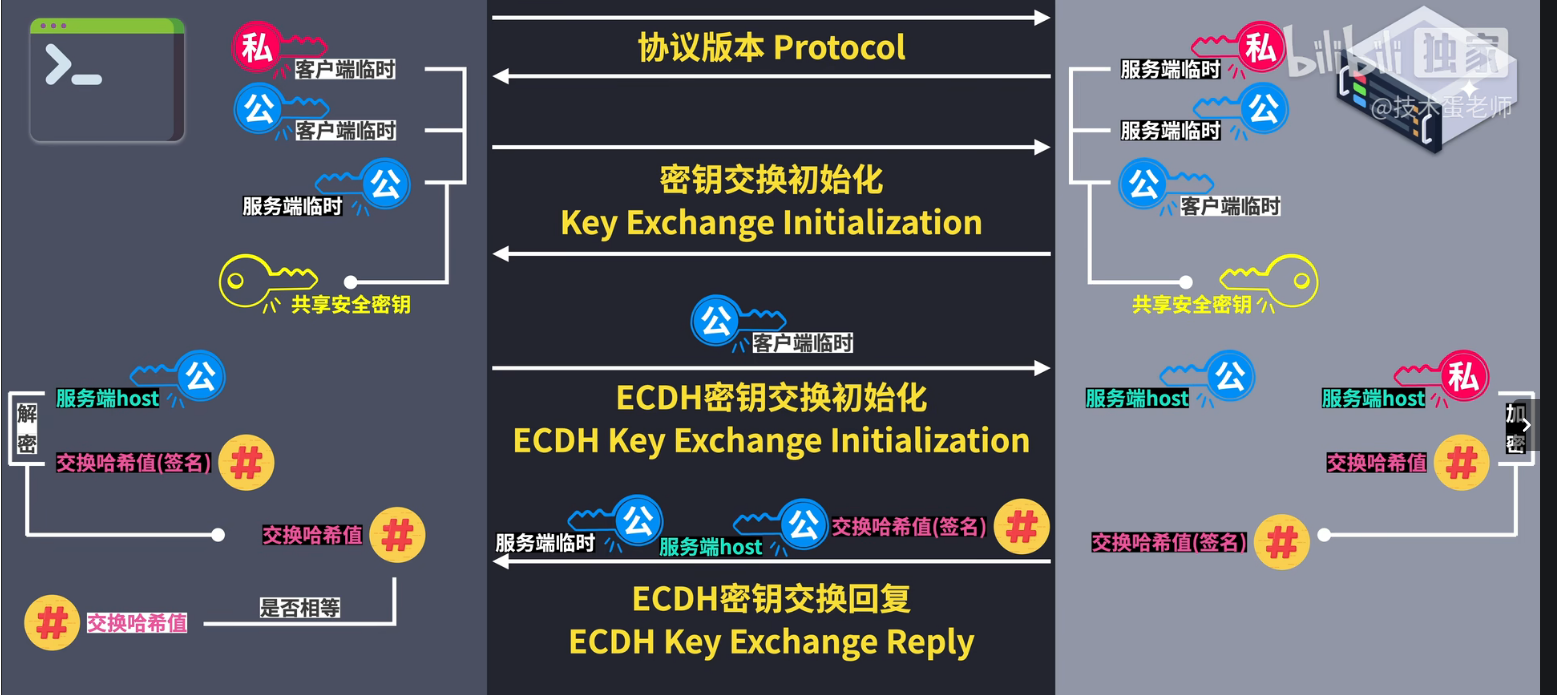 私
客户端临时
公
客户端临时
公
服务端临时
共享安全密钥
公
服务端host
解密
交换哈希值(签名)
#
交换哈希值
#
是否相等
#
交换哈希值
协议版本 Protocol
密钥交换初始化
Key Exchange Initialization
公
客户端临时
ECDH密钥交换初始化
ECDH Key Exchange Initialization
公
服务端临时
公
服务端host
交换哈希值(签名)
#
ECDH密钥交换回复
ECDH Key Exchange Reply
私
服务端临时
bilibili 独家
@技术蛋老师
公
服务端临时
公
客户端临时
共享安全密钥
公
服务端host
私
服务端host
加密
交换哈希值
#
交换哈希值(签名)
#